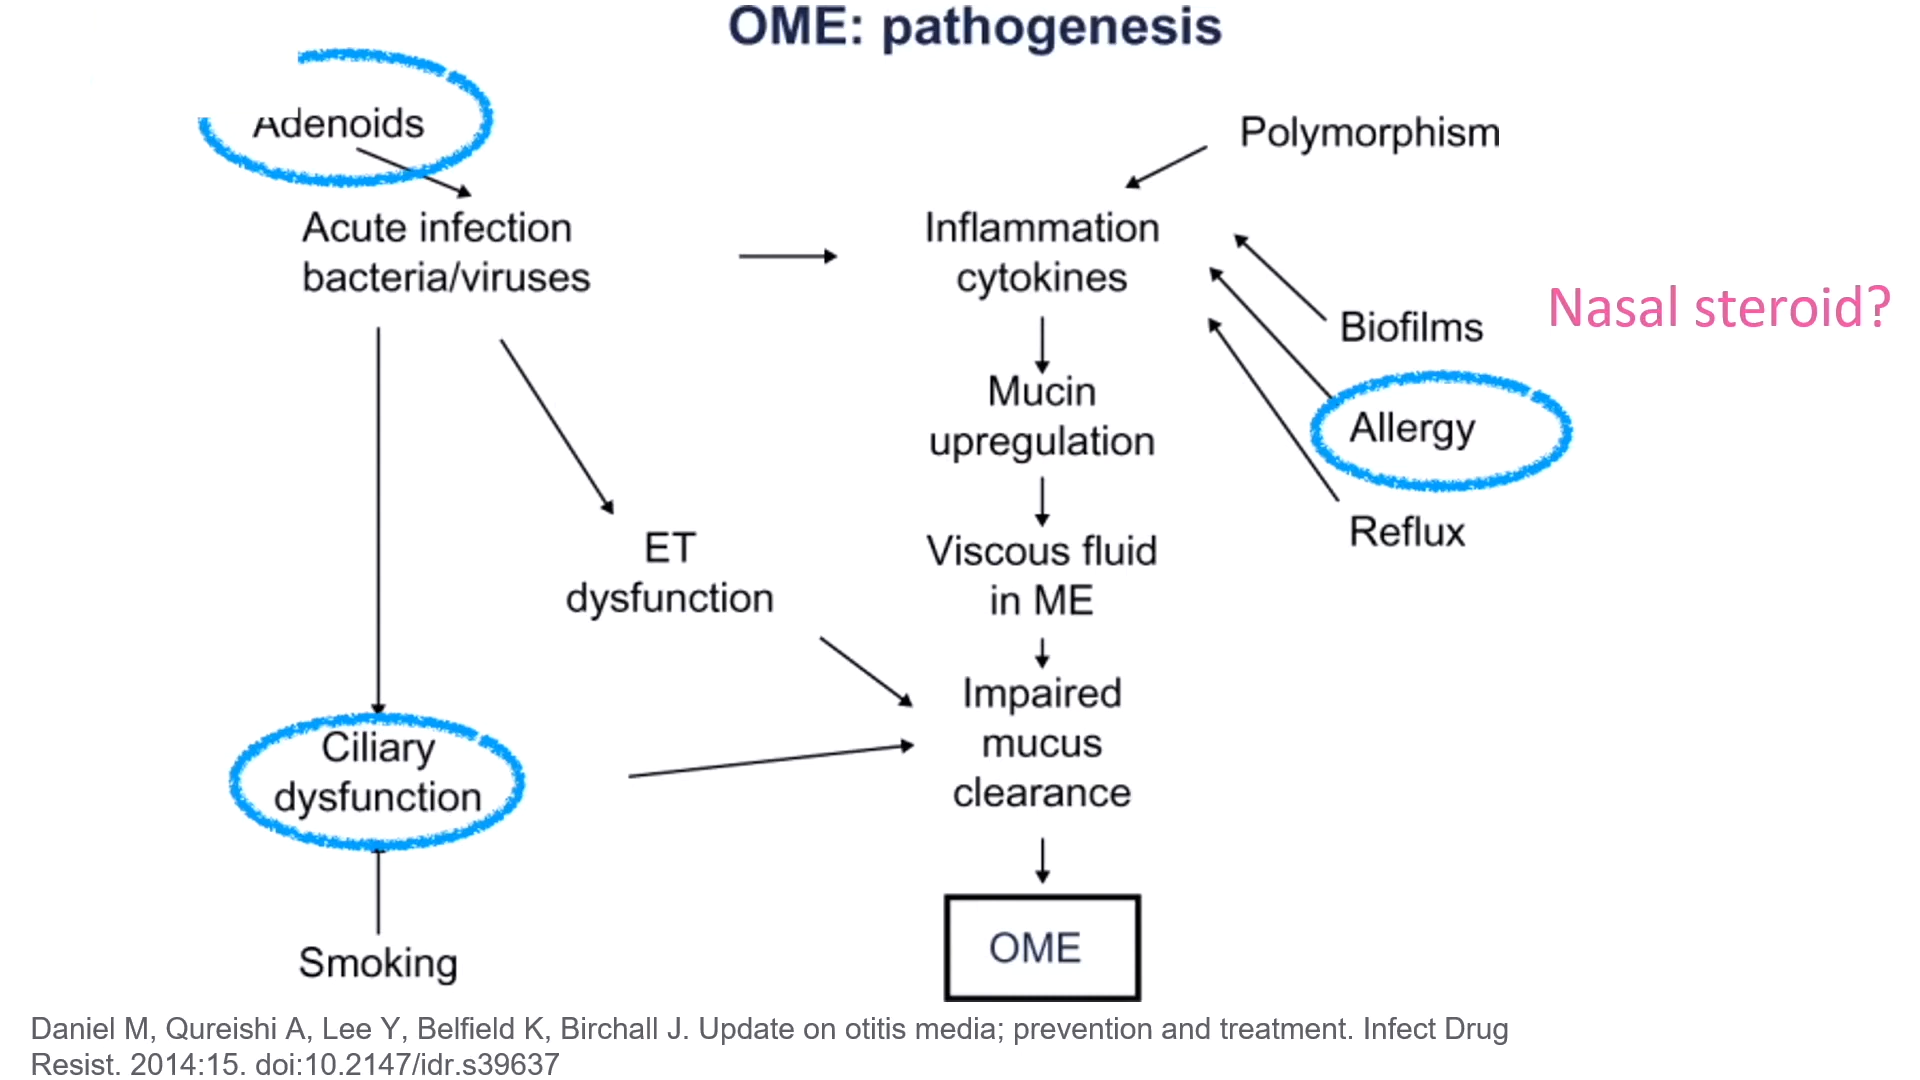 OME: pathogenesis
Adenoids
Polymorphism
Acute infection
bacteria/viruses
Inflammation
cytokines
Nasal steroid?
Biofilms
Mucin
upregulation
Allergy
Reflux
ET
dysfunction
Viscous fluid
in ME
Ciliary
dysfunction
Impaired
mucus
clearance
Smoking
OME
Daniel M, Qureishi A, Lee Y, Belfield K, Birchall J. Update on otitis media; prevention and treatment. Infect Drug
Resist. 2014:15. doi:10.2147/idr.s39637